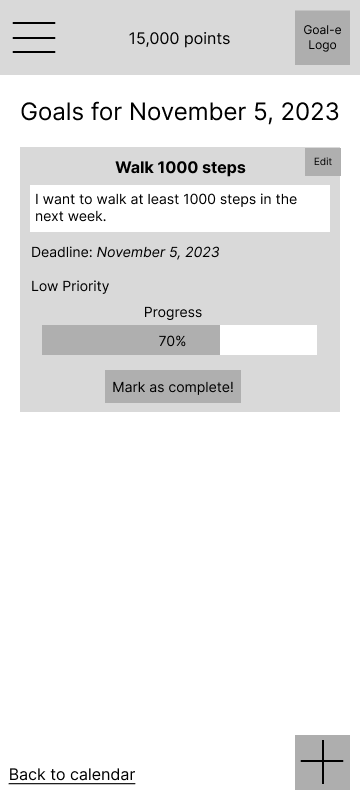 15,000 points
Goal-e
Logo
Goals for November 5, 2023
Walk 1000 steps
Edit
I want to walk at least 1000 steps in the
next week.
Deadline: November 5, 2023
Low Priority
Progress
70%
Mark as complete!
Back to calendar